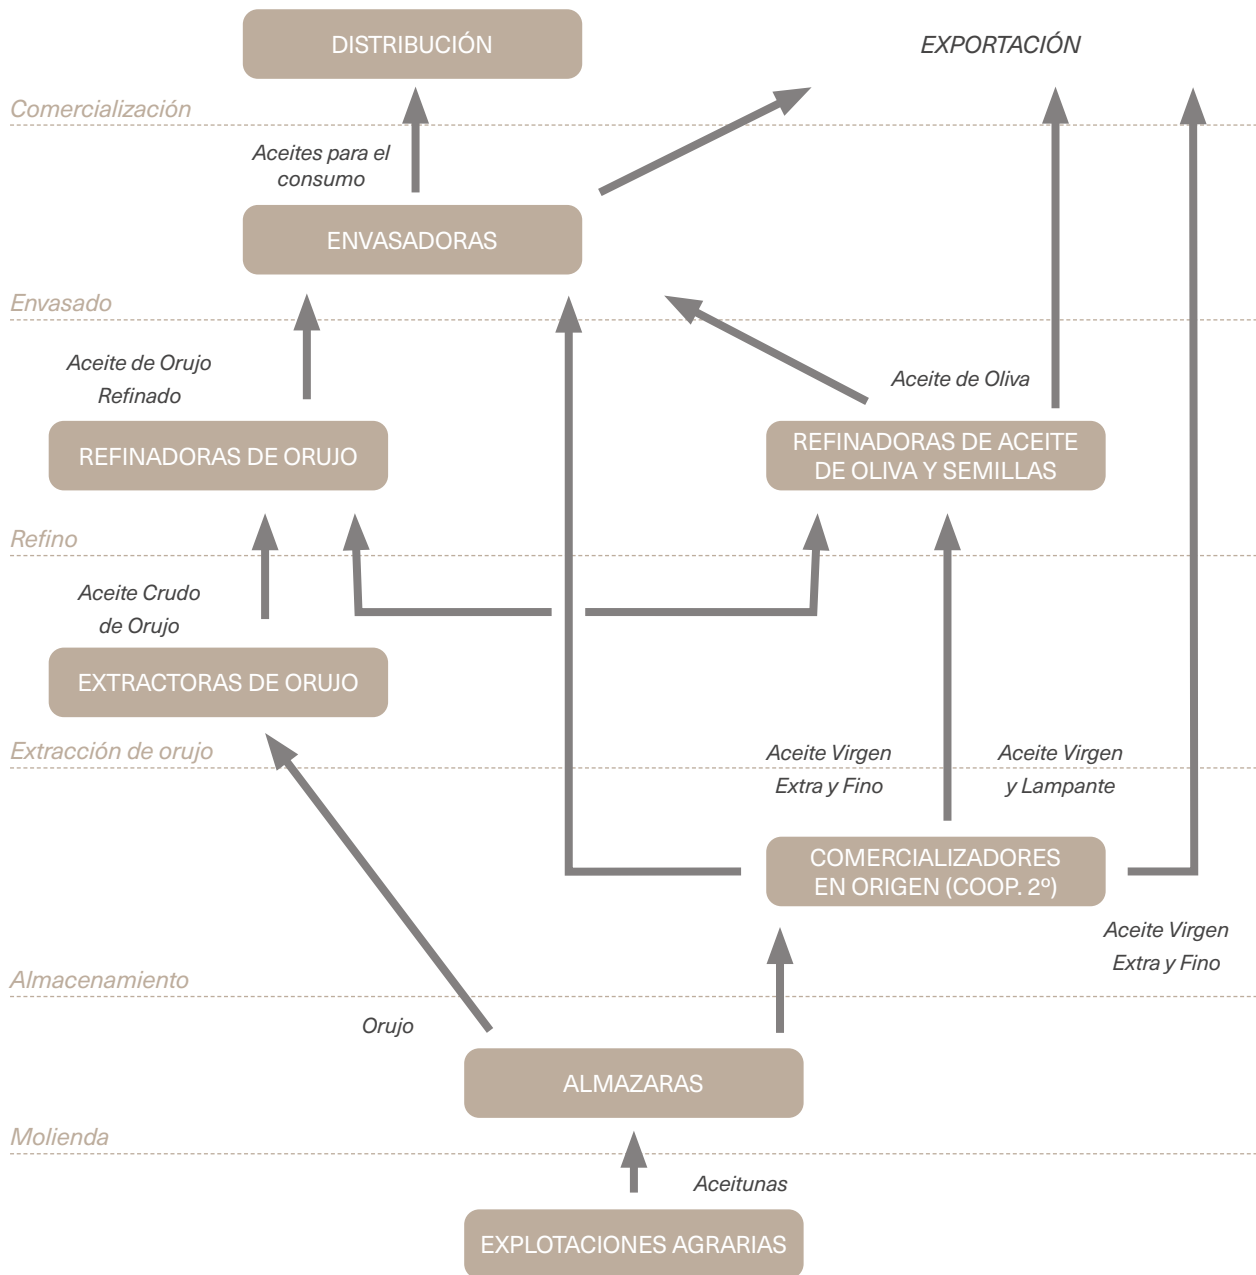 DISTRIBUCIÓN
EXPORTACIÓN
Comercialización
Aceites para el
consumo
ENVASADORAS
Envasado
Aceite de Orujo
Refinado
Aceite de Oliva
REFINADORAS DE ORUJO
REFINADORAS DE ACEITE
DE OLIVA Y SEMILLAS
Refino
Aceite Crudo
de Orujo
EXTRACTORAS DE ORUJO
Extracción de orujo
Aceite Virgen
Extra y Fino
Aceite Virgen
y Lampante
COMERCIALIZADORES
EN ORIGEN (COOP. 2º)
Aceite Virgen
Extra y Fino
Almacenamiento
Orujo
ALMAZARAS
Molienda
Aceitunas
EXPLOTACIONES AGRARIAS